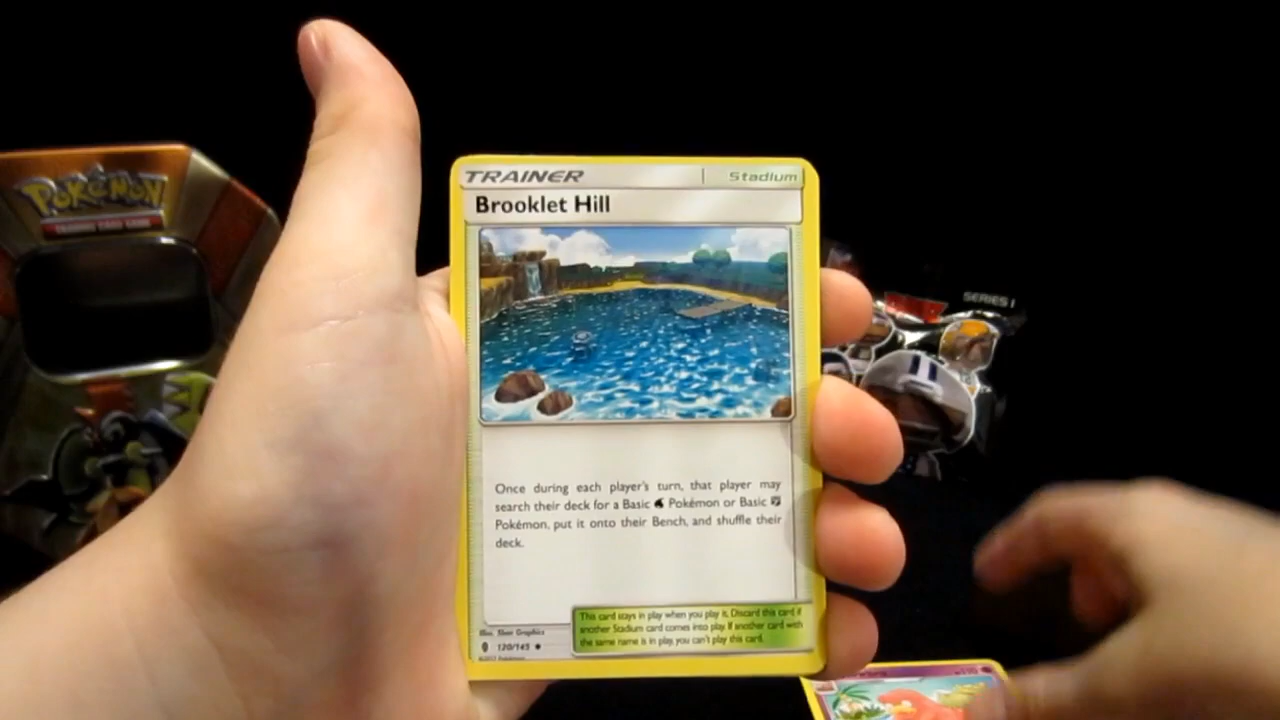 POKÉMON
TRADING CARD GAME
TRAINER
Stadium
Brooklet Hill
SERIES 1
Once during each player's turn, that player may
search their deck for a Basic Pokémon or Basic
Pokémon, put it onto their Bench, and shuffle their
deck.
This card stays in play when you play it. Discard this card if
another Stadium card comes into play. If another card with
the same name is in play, you can't play this card.
Illus. 5ban Graphics
120/145
©2017 Pokémon